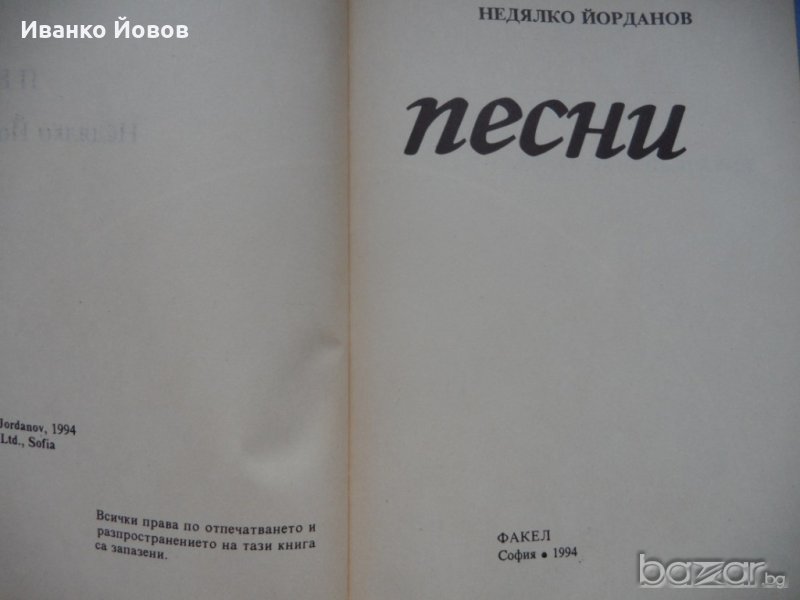 Иванко Йовов
НЕДЯЛКО ЙОРДАНОВ
песни
Jordanov, 1994
Ltd., Sofia
Всички права по отпечатването и
разпространението на тази книга
са запазени.
ФАКЕЛ
София • 1994
bazar.bg